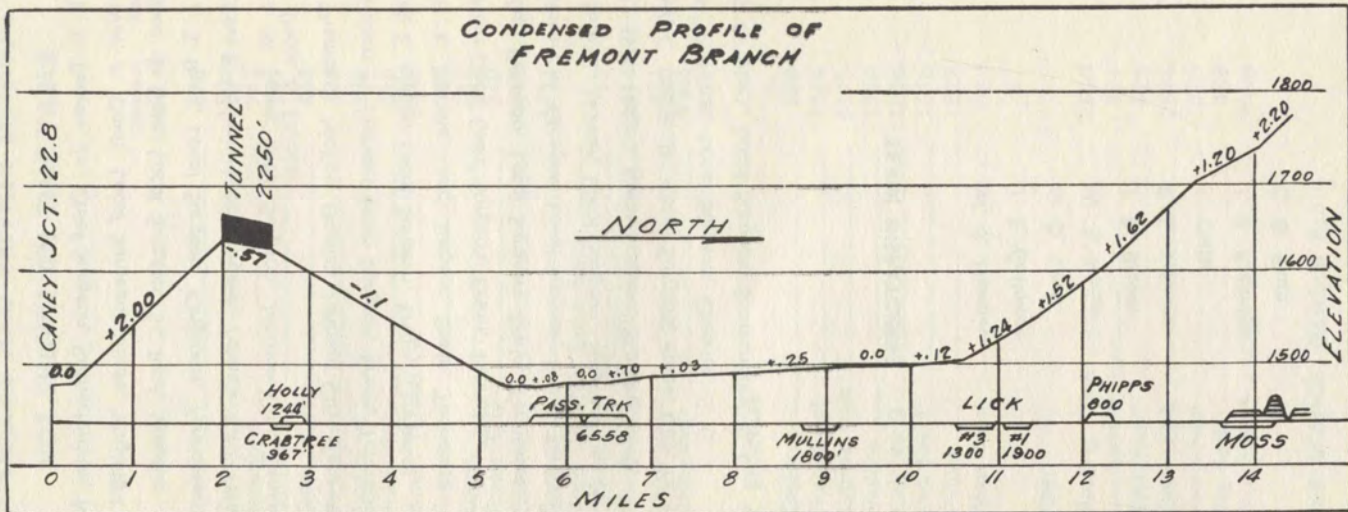 CONDENSED PROFILE OF
FREMONT BRANCH
CANEY JCT. 22.8
TUNNEL
2250'
NORTH
1800
1700
1600
1500
ELEVATION
0.0
+2.00
-.57
-1.1
0.0
+.08
0.0
+.70
+.03
+.25
0.0
+.12
+1.24
+1.52
+1.62
+1.20
+2.20
HOLLY
1244'
CRABTREE
967'
PASS. TRK
6558
MULLINS
1800'
LICK
#3
1300
#1
1900
PHIPPS
800
MOSS
0 1 2 3 4 5 6 7 8 9 10 11 12 13 14
MILES